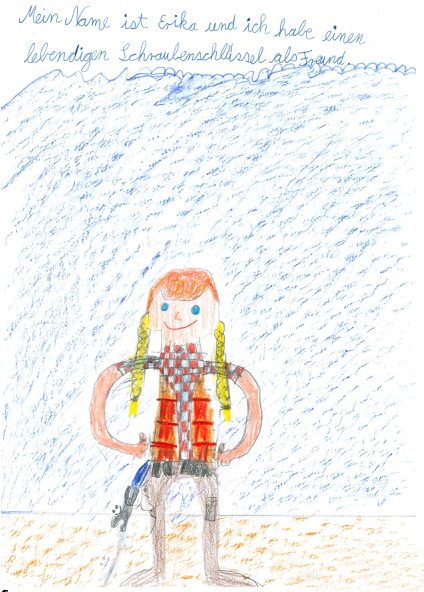 Mein Name ist Erika und ich habe einen
lebendigen Schraubenschlüssel als Freund.